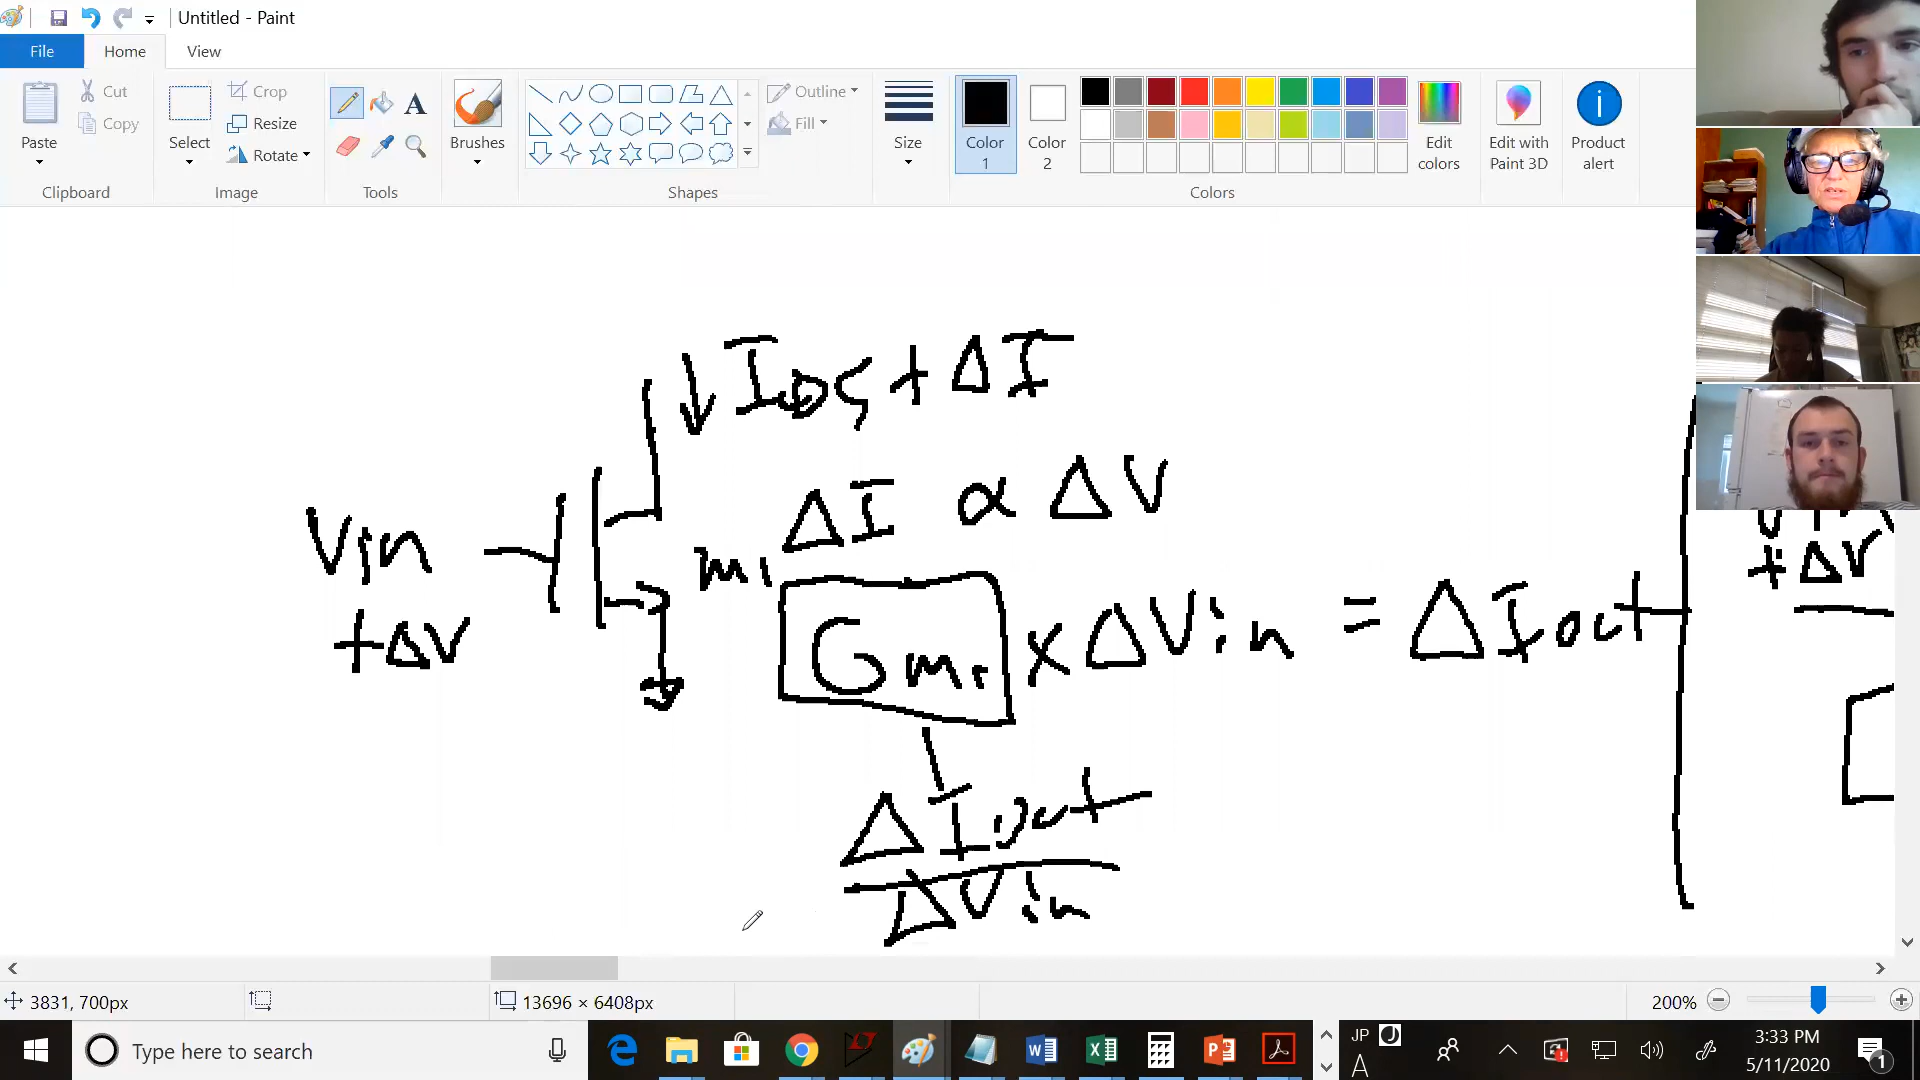 Untitled - Paint
File Home View
Paste
Cut
Copy
Clipboard
Select
Crop
Resize
Rotate
Image
Tools
Brushes
Shapes
Outline
Fill
Size
Color 1
Color 2
Edit colors
Colors
Edit with Paint 3D
Product alert
IDS + ΔI
ΔI ∝ ΔV
Vin
+ΔV
m1
Gm1 x ΔVin = ΔIout
ΔIout
ΔVin
+ΔV
3831, 700px
13696 × 6408px
200%
Type here to search
JP
A
3:33 PM
5/11/2020
1